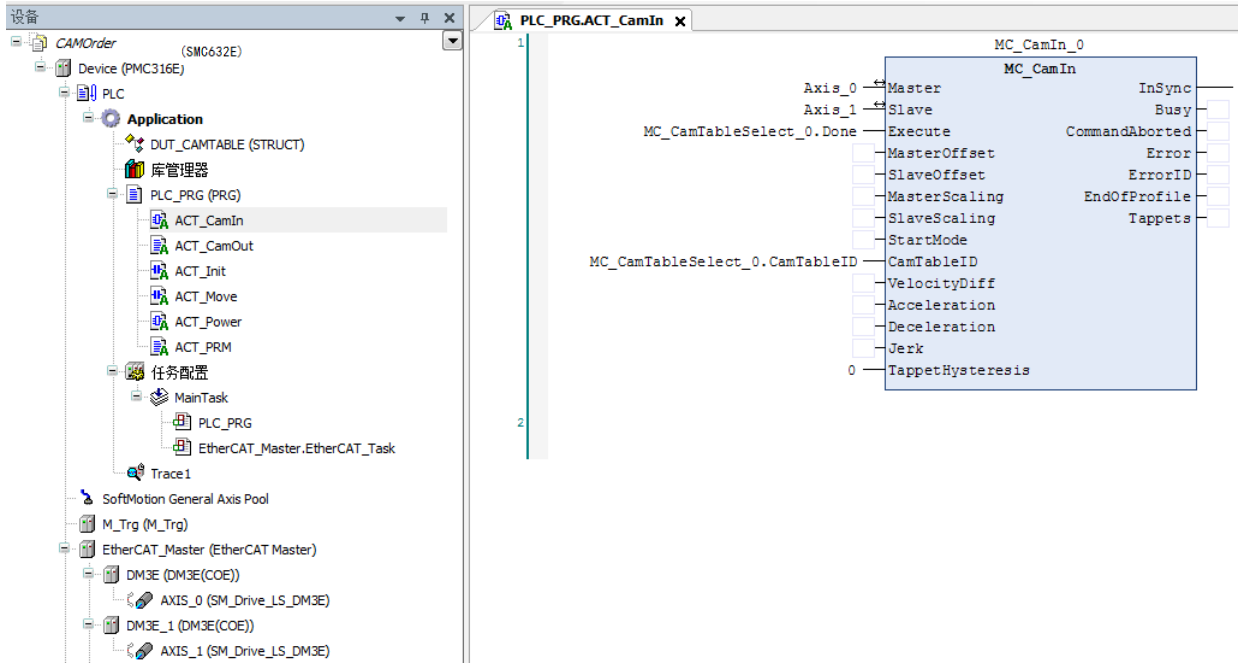 设备
CAMOrder
(SMC632E)
Device (PMC316E)
PLC
Application
DUT_CAMTABLE (STRUCT)
库管理器
PLC_PRG (PRG)
ACT_CamIn
ACT_CamOut
ACT_Init
ACT_Move
ACT_Power
ACT_PRM
任务配置
MainTask
PLC_PRG
EtherCAT_Master.EtherCAT_Task
Trace1
SoftMotion General Axis Pool
M_Trg (M_Trg)
EtherCAT_Master (EtherCAT Master)
DM3E (DM3E(COE))
AXIS_0 (SM_Drive_LS_DM3E)
DM3E_1 (DM3E(COE))
AXIS_1 (SM_Drive_LS_DM3E)
PLC_PRG.ACT_CamIn
1
MC_CamIn_0
MC_CamIn
Axis_0 Master InSync
Axis_1 Slave Busy
MC_CamTableSelect_0.Done Execute CommandAborted
MasterOffset Error
SlaveOffset ErrorID
MasterScaling EndOfProfile
SlaveScaling Tappets
StartMode
MC_CamTableSelect_0.CamTableID CamTableID
VelocityDiff
Acceleration
Deceleration
Jerk
0 TappetHysteresis
2